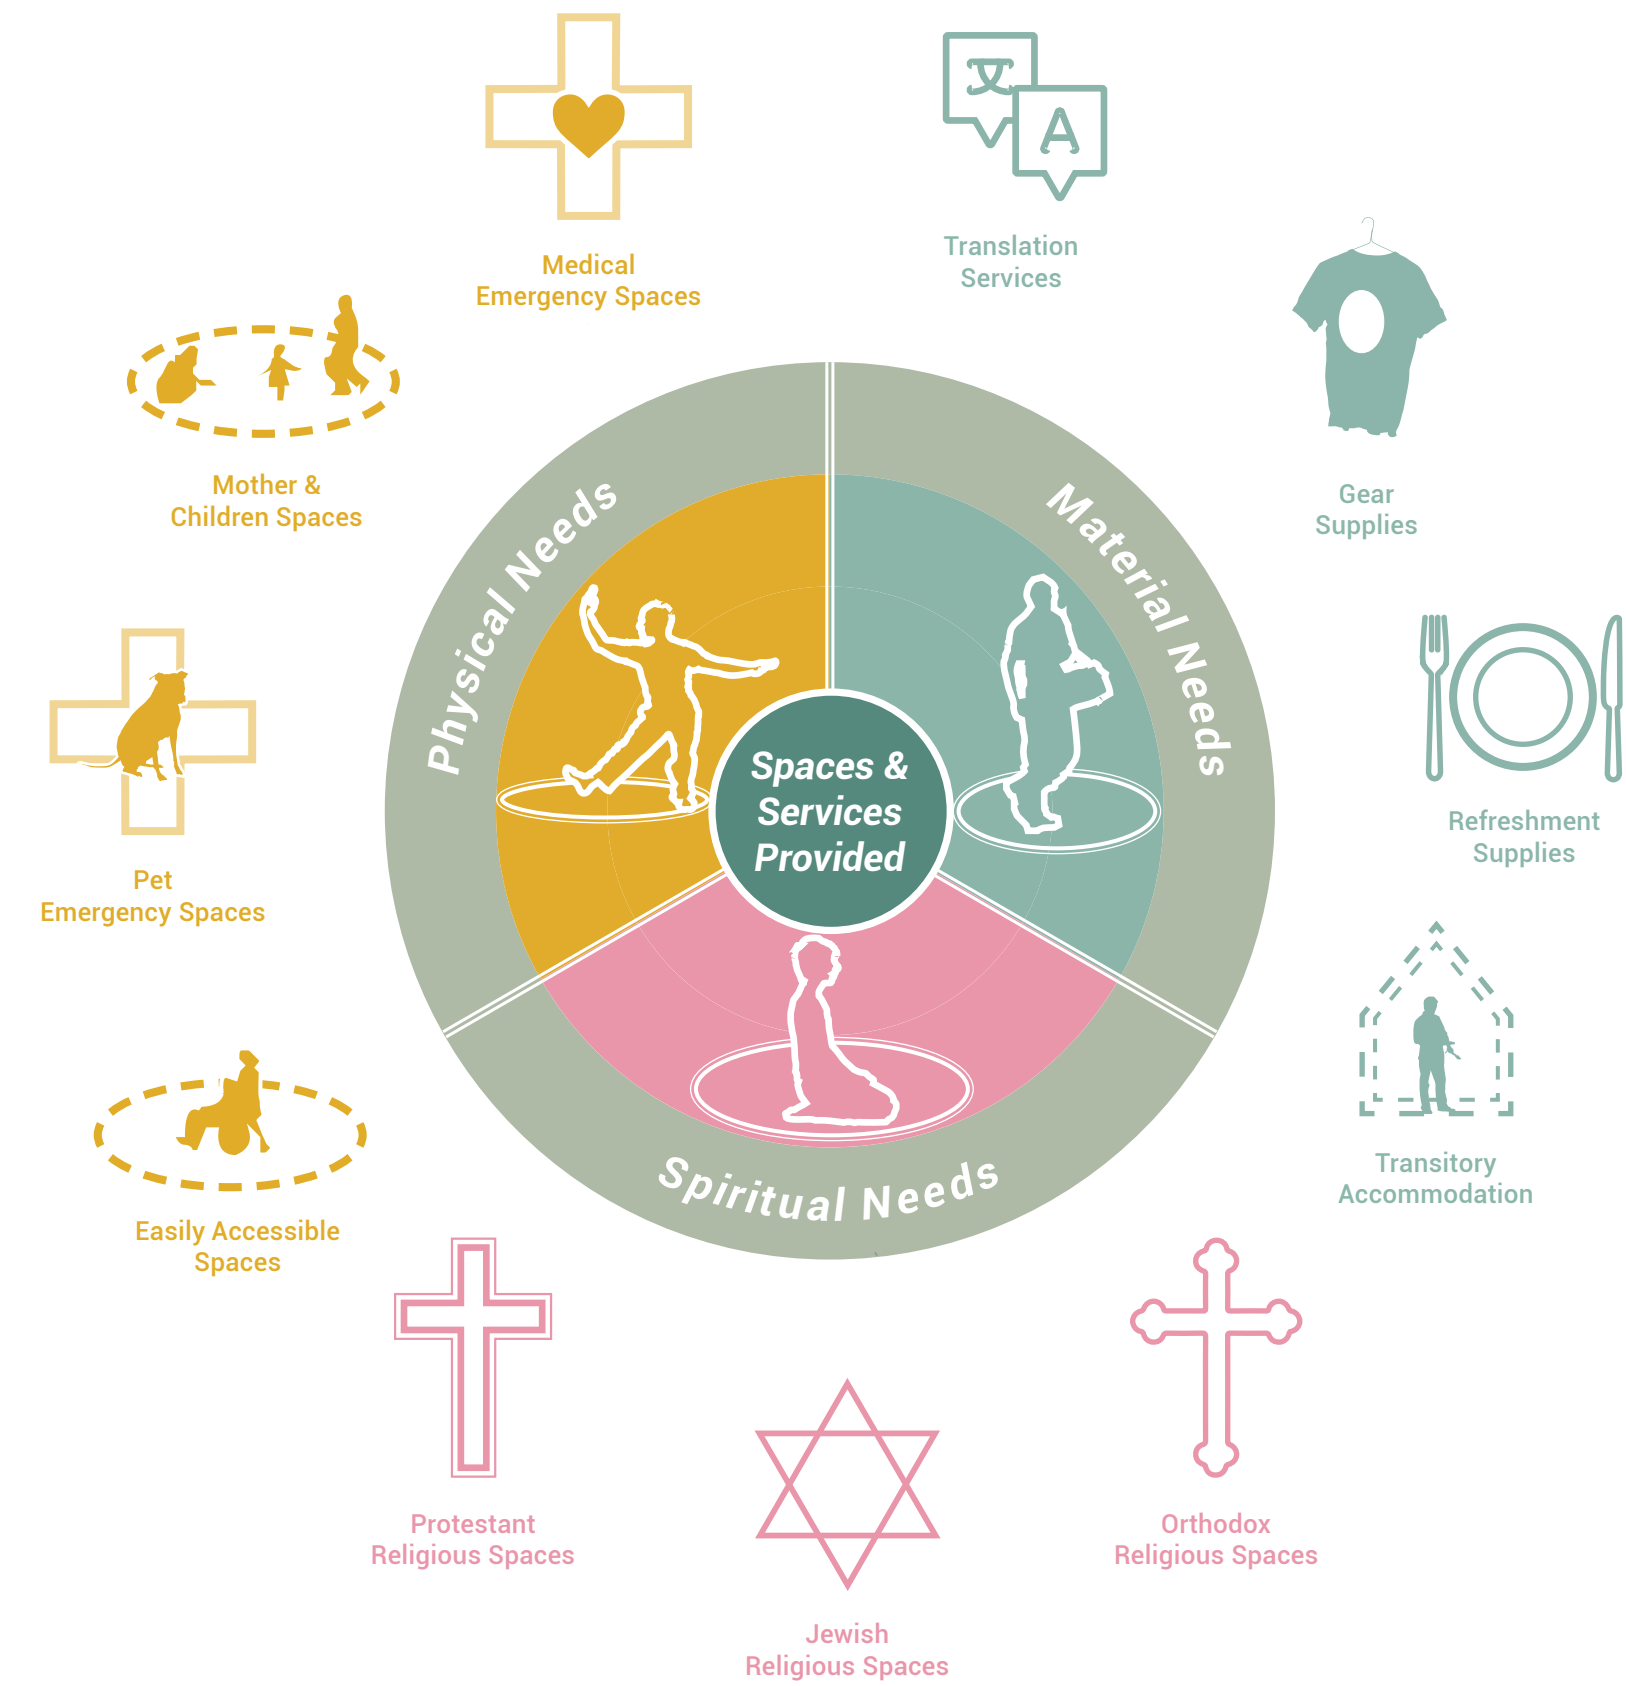 Medical
Emergency Spaces
文
A
Translation
Services
Mother &
Children Spaces
Gear
Supplies
Physical Needs
Material Needs
Spaces &
Services
Provided
Refreshment
Supplies
Pet
Emergency Spaces
Transitory
Accommodation
Spiritual Needs
Easily Accessible
Spaces
Protestant
Religious Spaces
Orthodox
Religious Spaces
Jewish
Religious Spaces